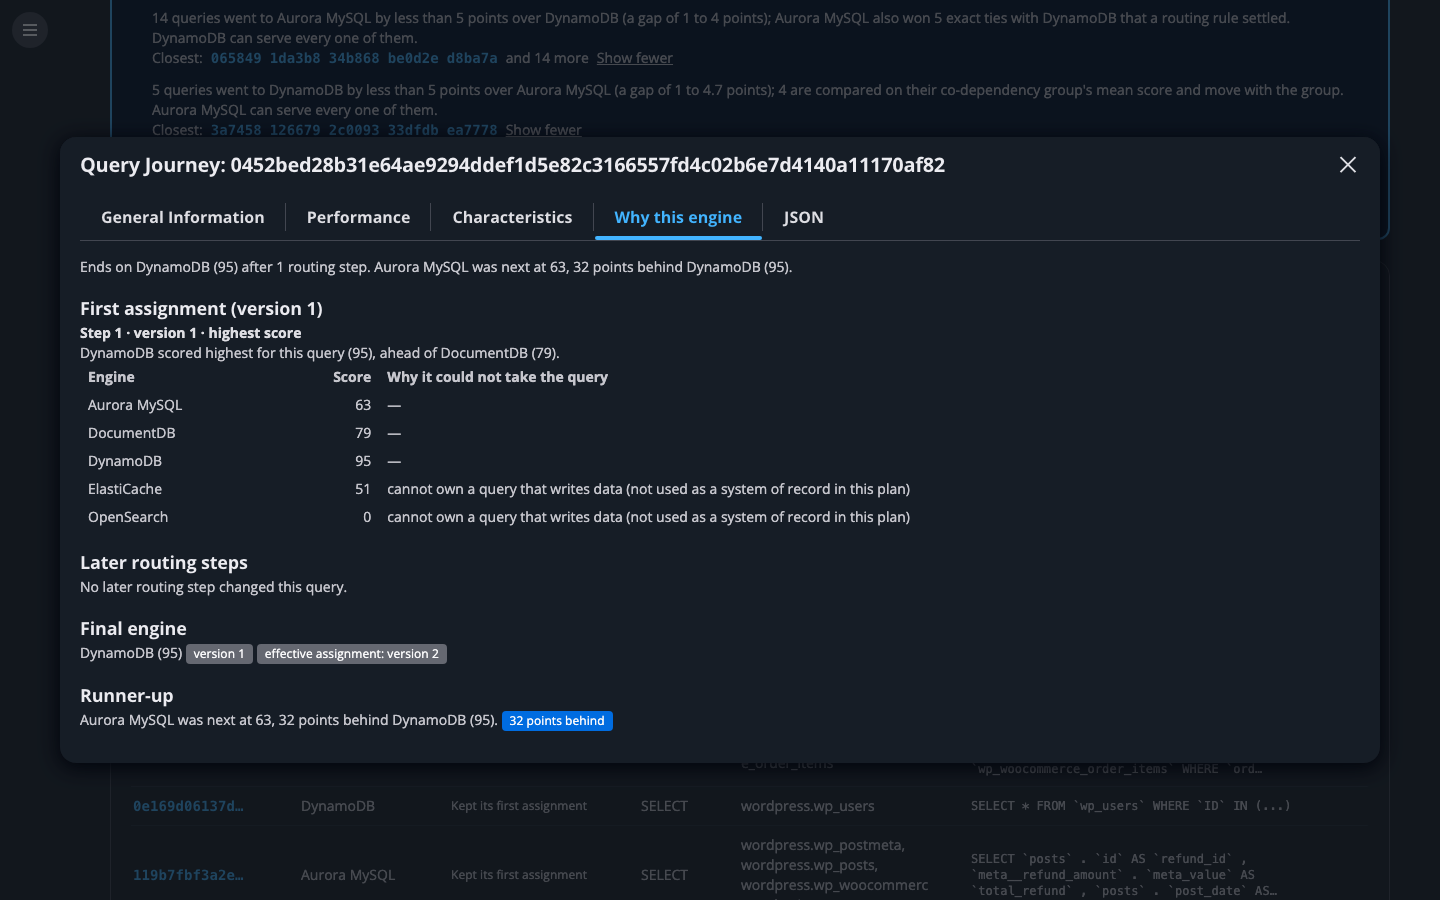 14 queries went to Aurora MySQL by less than 5 points over DynamoDB (a gap of 1 to 4 points); Aurora MySQL also won 5 exact ties with DynamoDB that a routing rule settled.
DynamoDB can serve every one of them.
Closest: 065849 1da3b8 34b868 be0d2e d8ba7a and 14 more Show fewer
5 queries went to DynamoDB by less than 5 points over Aurora MySQL (a gap of 1 to 4.7 points); 4 are compared on their co-dependency group's mean score and move with the group.
Aurora MySQL can serve every one of them.
Closest: 3a7458 126679 2c0093 33dfdb ea7778 Show fewer
Query Journey: 0452bed28b31e64ae9294ddef1d5e82c3166557fd4c02b6e7d4140a11170af82
General Information Performance Characteristics Why this engine JSON
Ends on DynamoDB (95) after 1 routing step. Aurora MySQL was next at 63, 32 points behind DynamoDB (95).
First assignment (version 1)
Step 1 · version 1 · highest score
DynamoDB scored highest for this query (95), ahead of DocumentDB (79).
Engine Score Why it could not take the query
Aurora MySQL 63 —
DocumentDB 79 —
DynamoDB 95 —
ElastiCache 51 cannot own a query that writes data (not used as a system of record in this plan)
OpenSearch 0 cannot own a query that writes data (not used as a system of record in this plan)
Later routing steps
No later routing step changed this query.
Final engine
DynamoDB (95) version 1 effective assignment: version 2
Runner-up
Aurora MySQL was next at 63, 32 points behind DynamoDB (95). 32 points behind
e_order_items
`wp_woocommerce_order_items` WHERE `ord…
0e169d06137d… DynamoDB Kept its first assignment SELECT wordpress.wp_users SELECT * FROM `wp_users` WHERE `ID` IN (...)
119b7fbf3a2e… Aurora MySQL Kept its first assignment SELECT
wordpress.wp_postmeta,
wordpress.wp_posts,
wordpress.wp_woocommerc
SELECT `posts` . `id` AS `refund_id` ,
`meta__refund_amount` . `meta_value` AS
`total_refund` , `posts` . `post_date` AS…